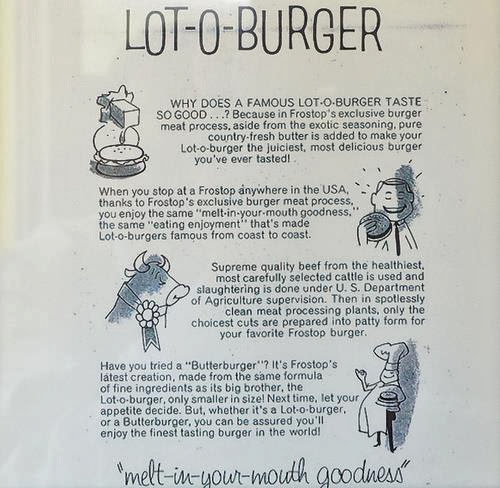 LOT-O-BURGER
WHY DOES A FAMOUS LOT-O-BURGER TASTE
SO GOOD . . .? Because in Frostop's exclusive burger
meat process, aside from the exotic seasoning, pure
country-fresh butter is added to make your
Lot-o-burger the juiciest, most delicious burger
you've ever tasted!
When you stop at a Frostop anywhere in the USA,
thanks to Frostop's exclusive burger meat process,
you enjoy the same "melt-in-your-mouth goodness,"
the same "eating enjoyment" that's made
Lot-o-burgers famous from coast to coast.
Supreme quality beef from the healthiest,
most carefully selected cattle is used and
slaughtering is done under U. S. Department
of Agriculture supervision. Then in spotlessly
clean meat processing plants, only the
choicest cuts are prepared into patty form for
your favorite Frostop burger.
Have you tried a "Butterburger"? It's Frostop's
latest creation, made from the same formula
of fine ingredients as its big brother, the
Lot-o-burger, only smaller in size! Next time, let your
appetite decide. But, whether it's a Lot-o-burger,
or a Butterburger, you can be assured you'll
enjoy the finest tasting burger in the world!
"melt-in-your-mouth goodness"